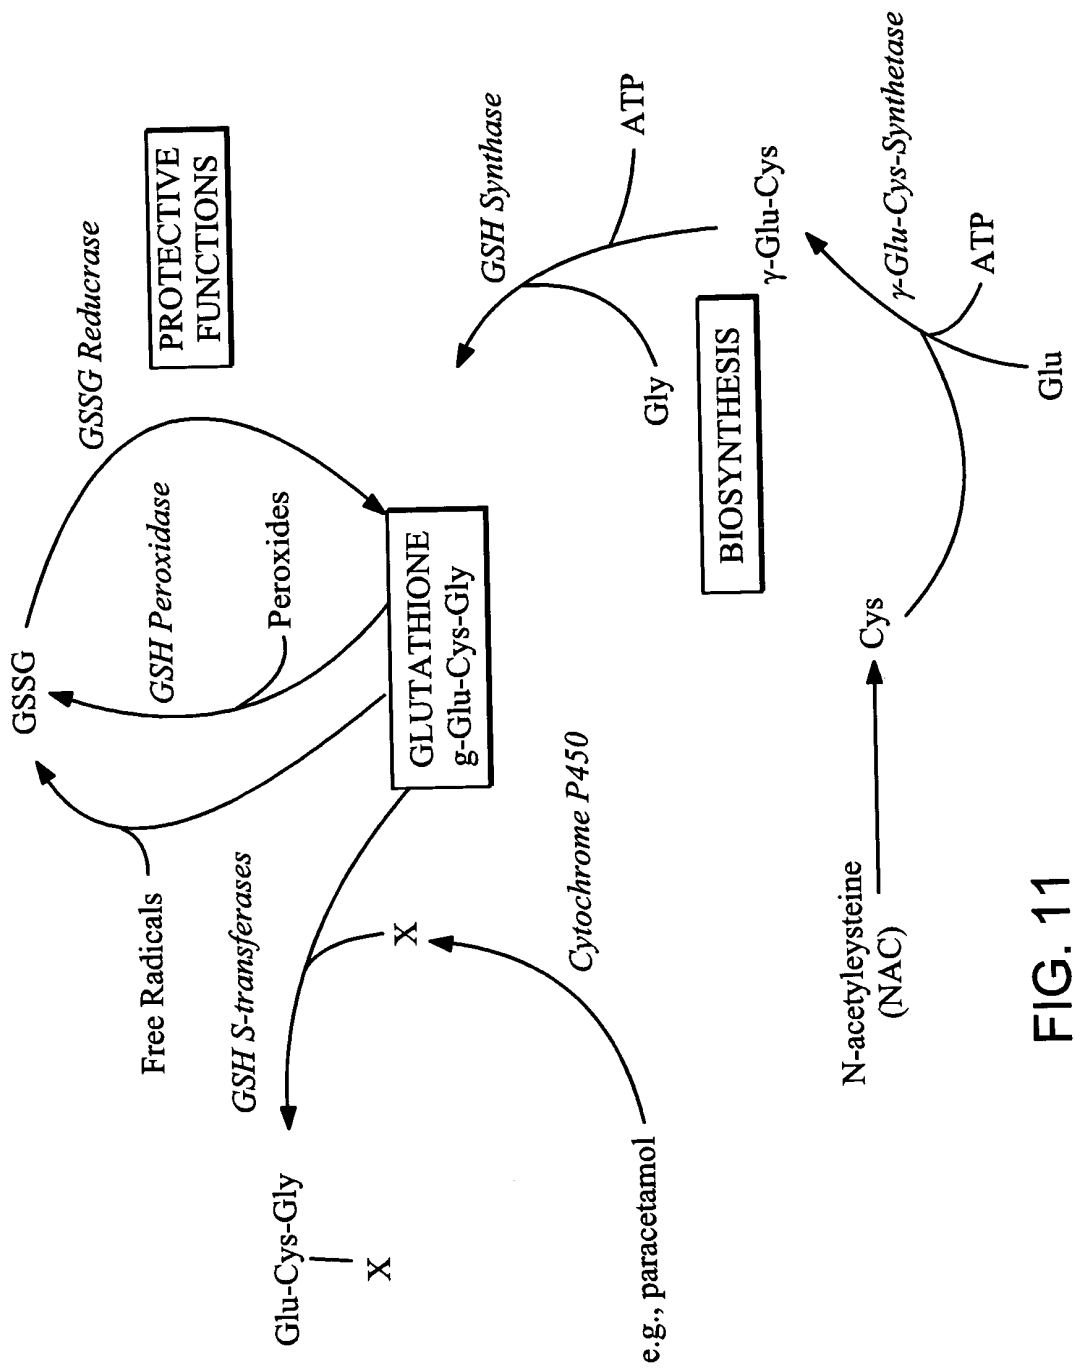 GSSG
GSSG Reducrase
PROTECTIVE
FUNCTIONS
GSH Peroxidase
Peroxides
Free Radicals
GSH S-transferases
Glu-Cys-Gly
X
X
GLUTATHIONE
g-Glu-Cys-Gly
Cytochrome P450
e.g., paracetamol
GSH Synthase
ATP
Gly
BIOSYNTHESIS
γ-Glu-Cys
γ-Glu-Cys-Synthetase
ATP
Glu
Cys
N-acetyleysteine
(NAC)
FIG. 11